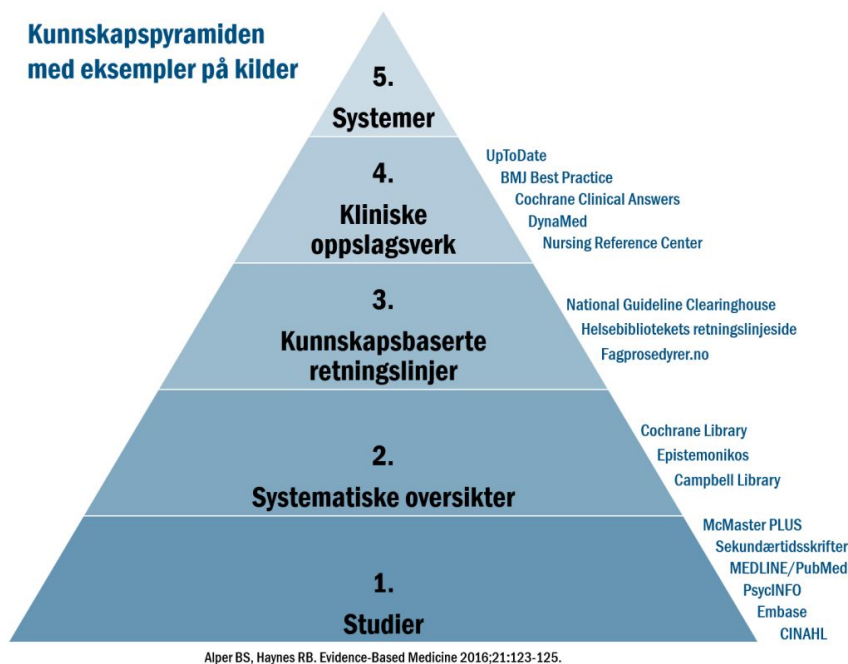 Kunnskapspyramiden
med eksempler på kilder
5.
Systemer
4.
Kliniske
oppslagsverk
UpToDate
BMJ Best Practice
Cochrane Clinical Answers
DynaMed
Nursing Reference Center
3.
Kunnskapsbaserte
retningslinjer
National Guideline Clearinghouse
Helsebibliotekets retningslinjeside
Fagprosedyrer.no
2.
Systematiske oversikter
Cochrane Library
Epistemonikos
Campbell Library
1.
Studier
McMaster PLUS
Sekundærtidsskrifter
MEDLINE/PubMed
PsycINFO
Embase
CINAHL
Alper BS, Haynes RB. Evidence-Based Medicine 2016;21:123-125.